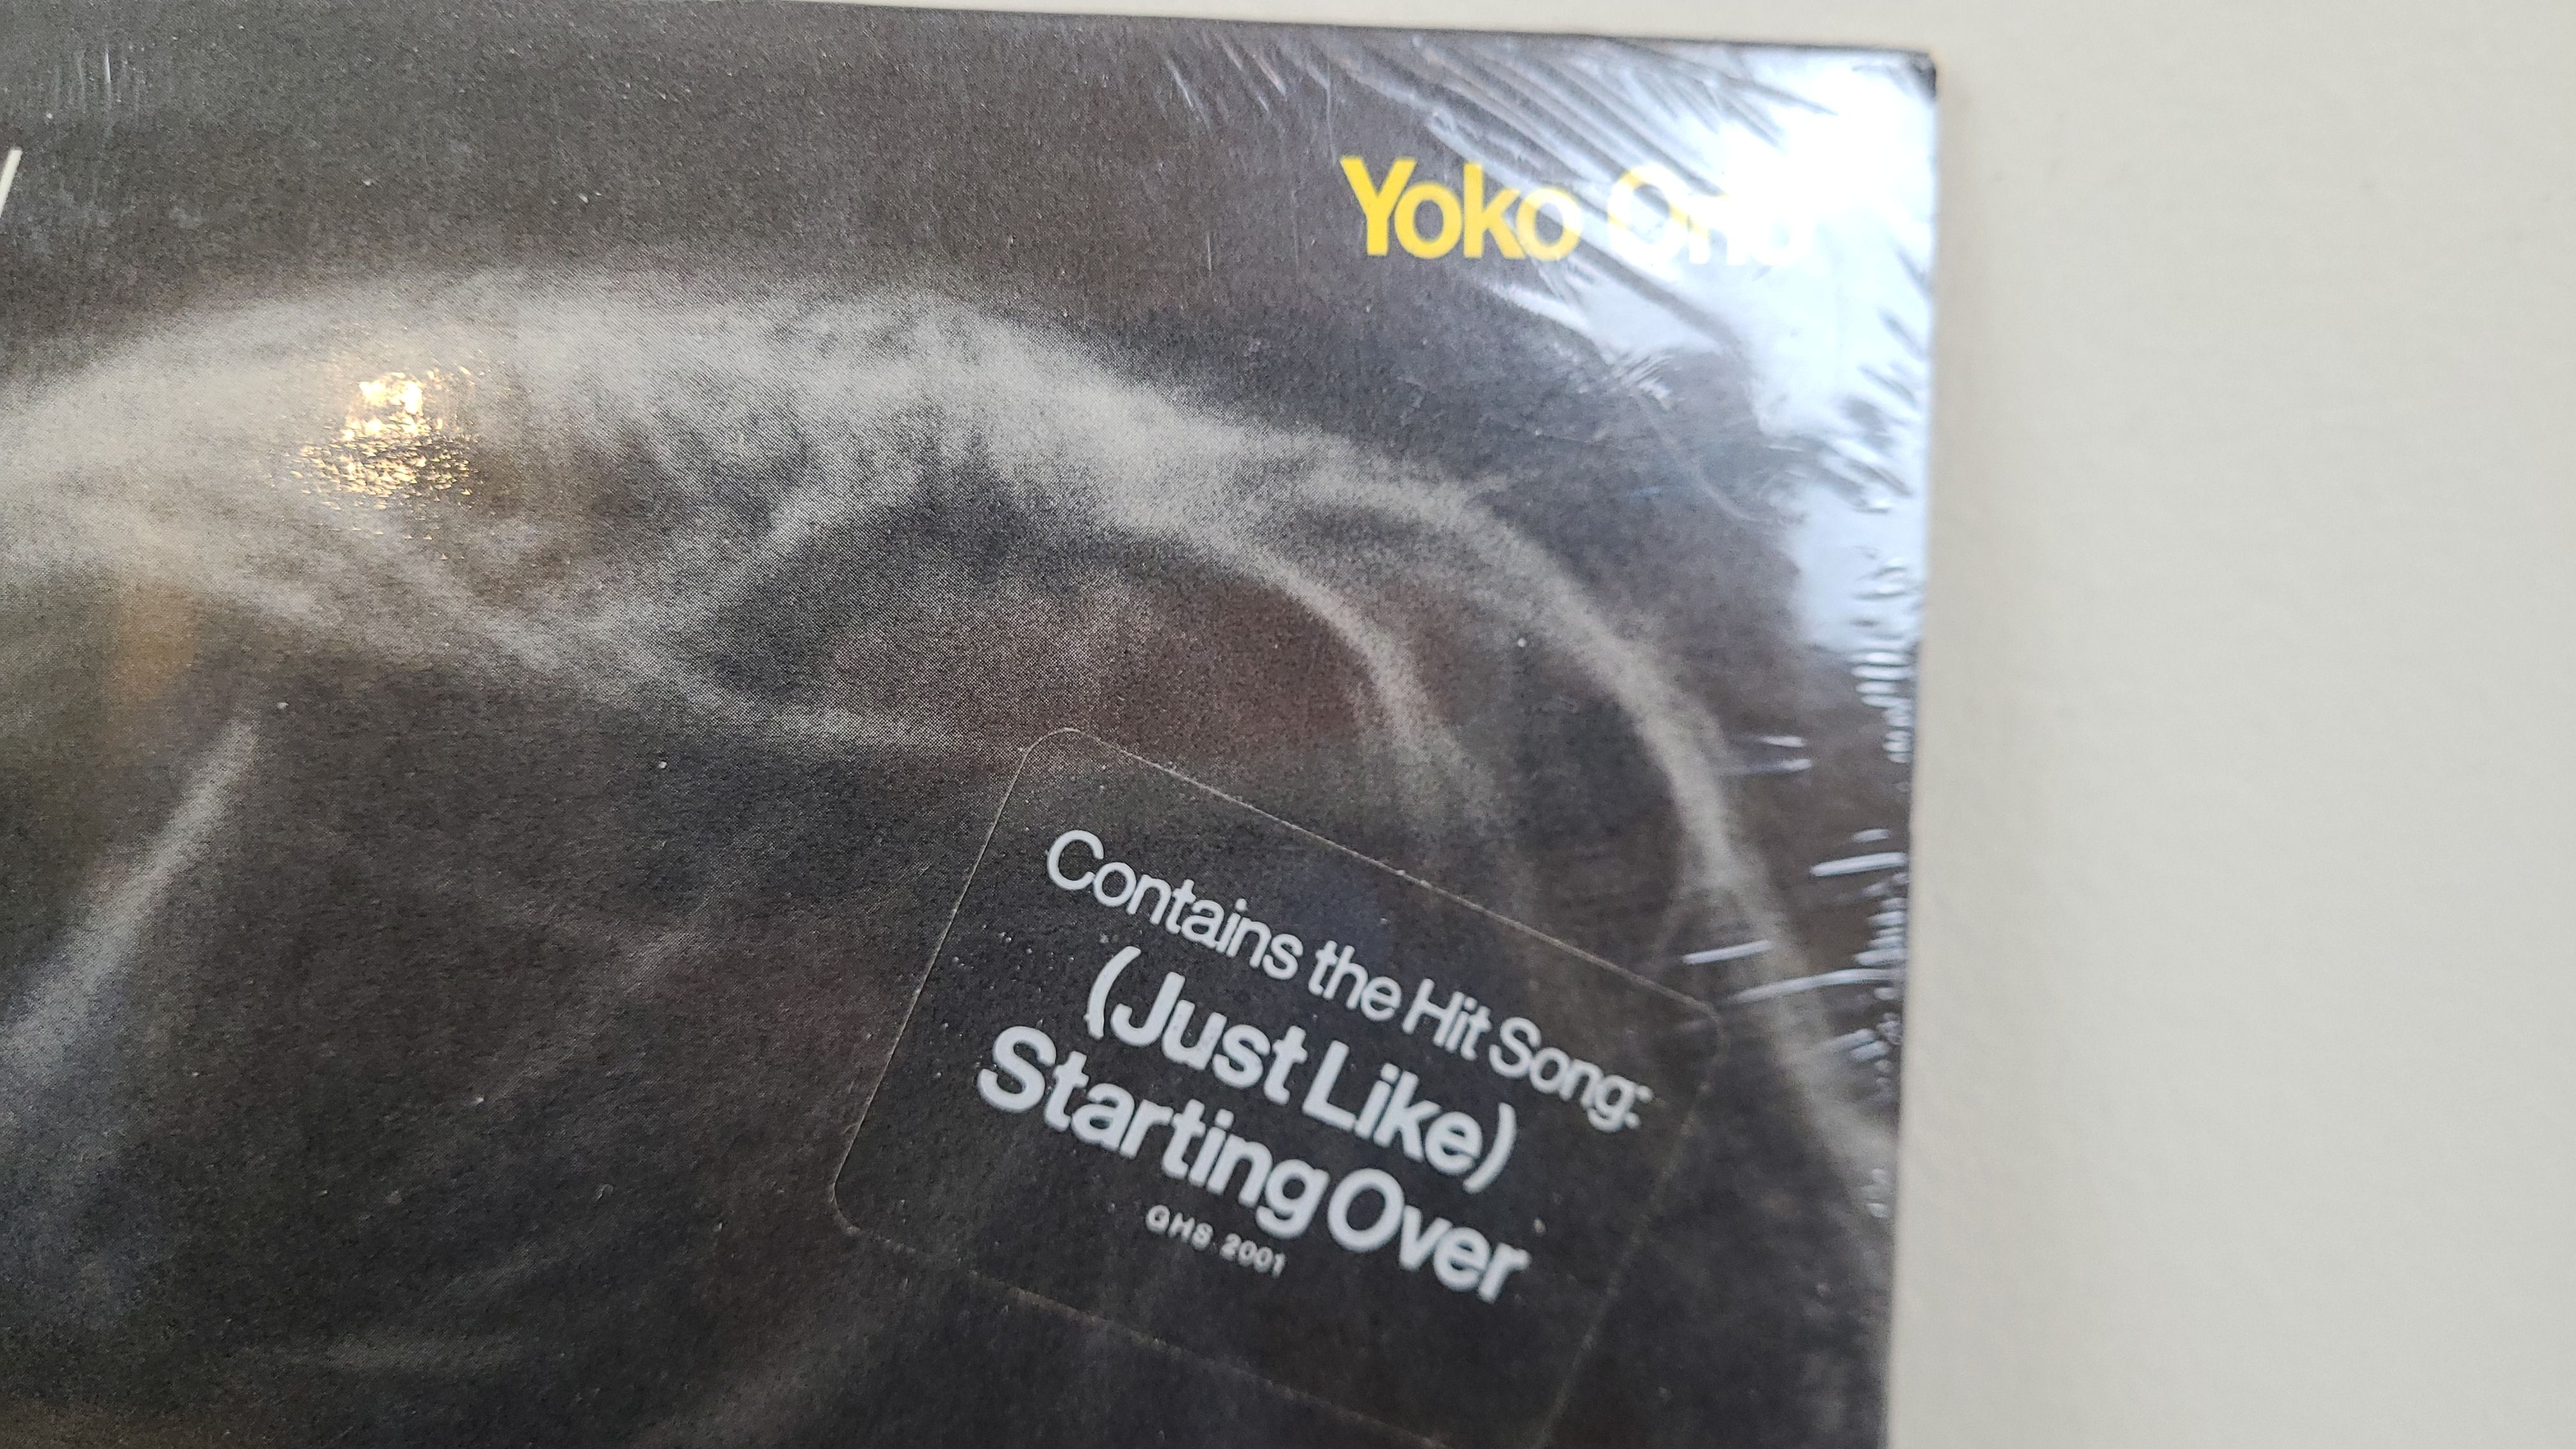 Yoko Ono
Contains the Hit Song:
(Just Like)
Starting Over
GHS 2001